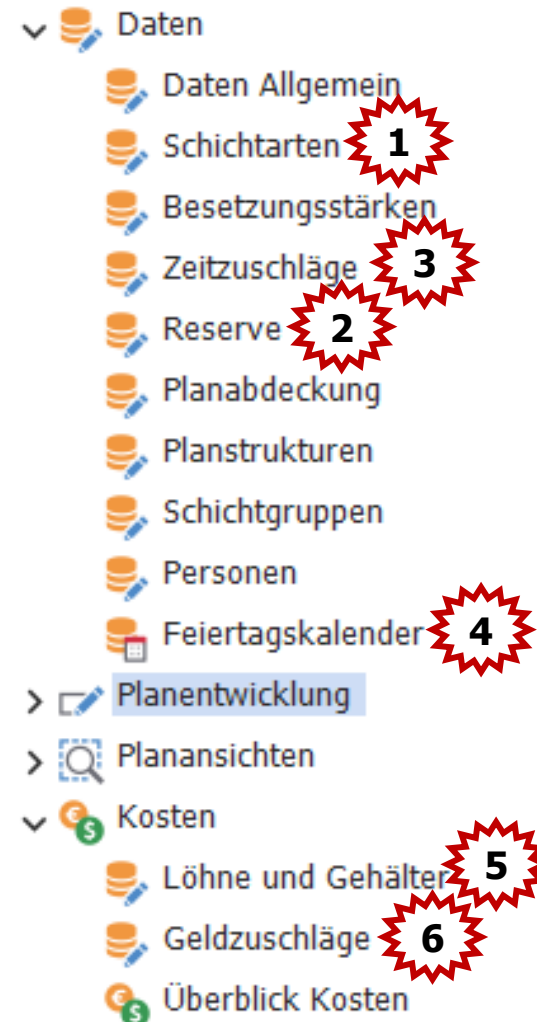 Daten
Daten Allgemein
Schichtarten 1
Besetzungsstärken
Zeitzuschläge 3
Reserve 2
Planabdeckung
Planstrukturen
Schichtgruppen
Personen
Feiertagskalender 4
Planentwicklung
Planansichten
€ $ Kosten
Löhne und Gehälter 5
Geldzuschläge 6
€ $ Überblick Kosten